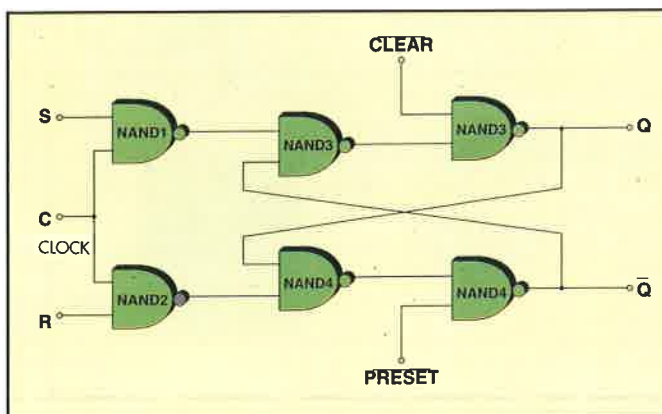 CLEAR
S
NAND1
NAND3
NAND3
Q
C
CLOCK
NAND2
NAND4
NAND4
Q̅
R
PRESET